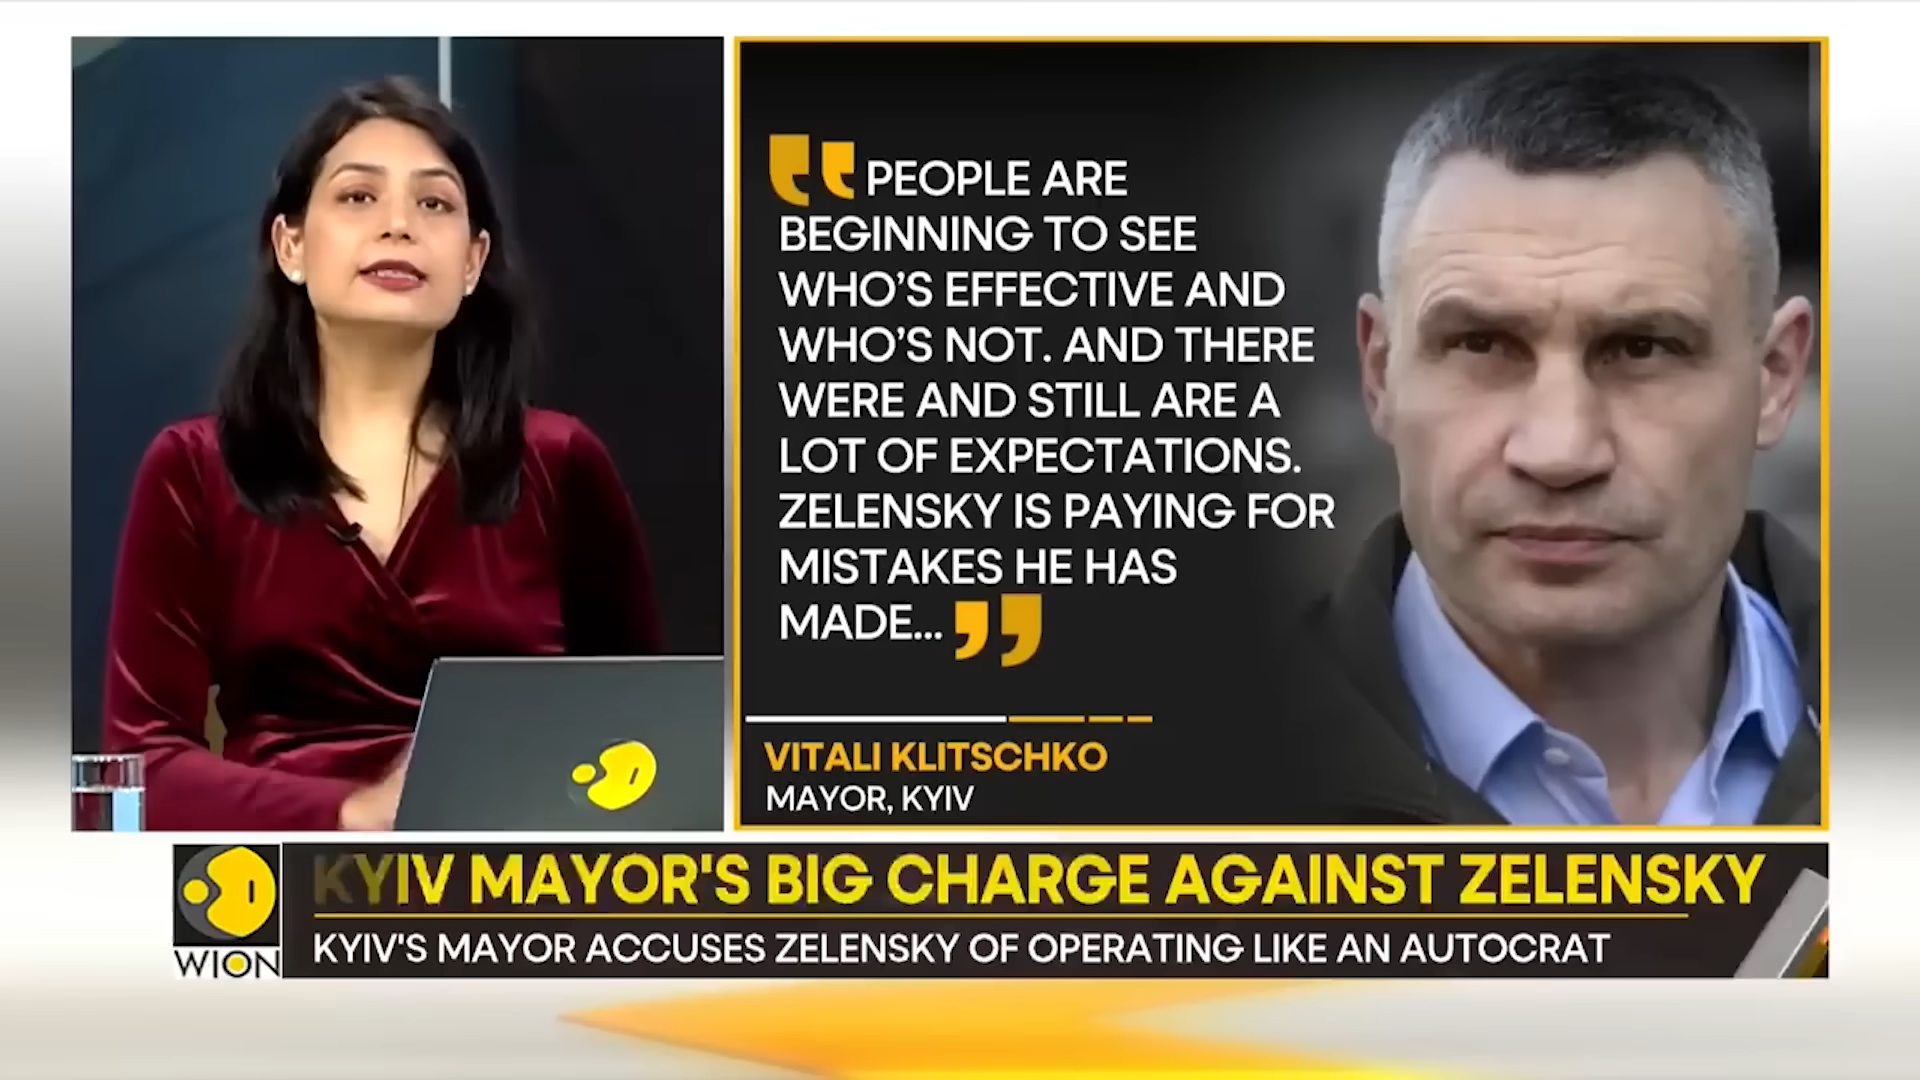 “PEOPLE ARE
BEGINNING TO SEE
WHO’S EFFECTIVE AND
WHO’S NOT. AND THERE
WERE AND STILL ARE A
LOT OF EXPECTATIONS.
ZELENSKY IS PAYING FOR
MISTAKES HE HAS
MADE...”
VITALI KLITSCHKO
MAYOR, KYIV
KYIV MAYOR'S BIG CHARGE AGAINST ZELENSKY
KYIV'S MAYOR ACCUSES ZELENSKY OF OPERATING LIKE AN AUTOCRAT
WION